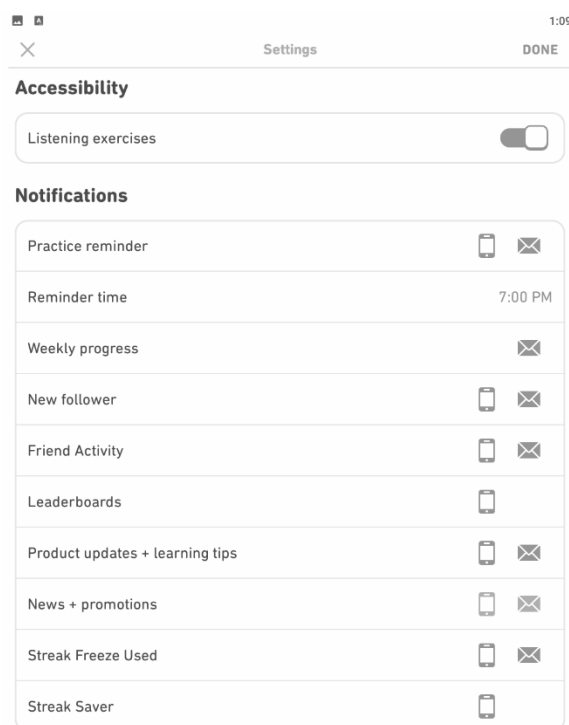 1:09
Settings
DONE
Accessibility
Listening exercises
Notifications
Practice reminder
Reminder time 7:00 PM
Weekly progress
New follower
Friend Activity
Leaderboards
Product updates + learning tips
News + promotions
Streak Freeze Used
Streak Saver